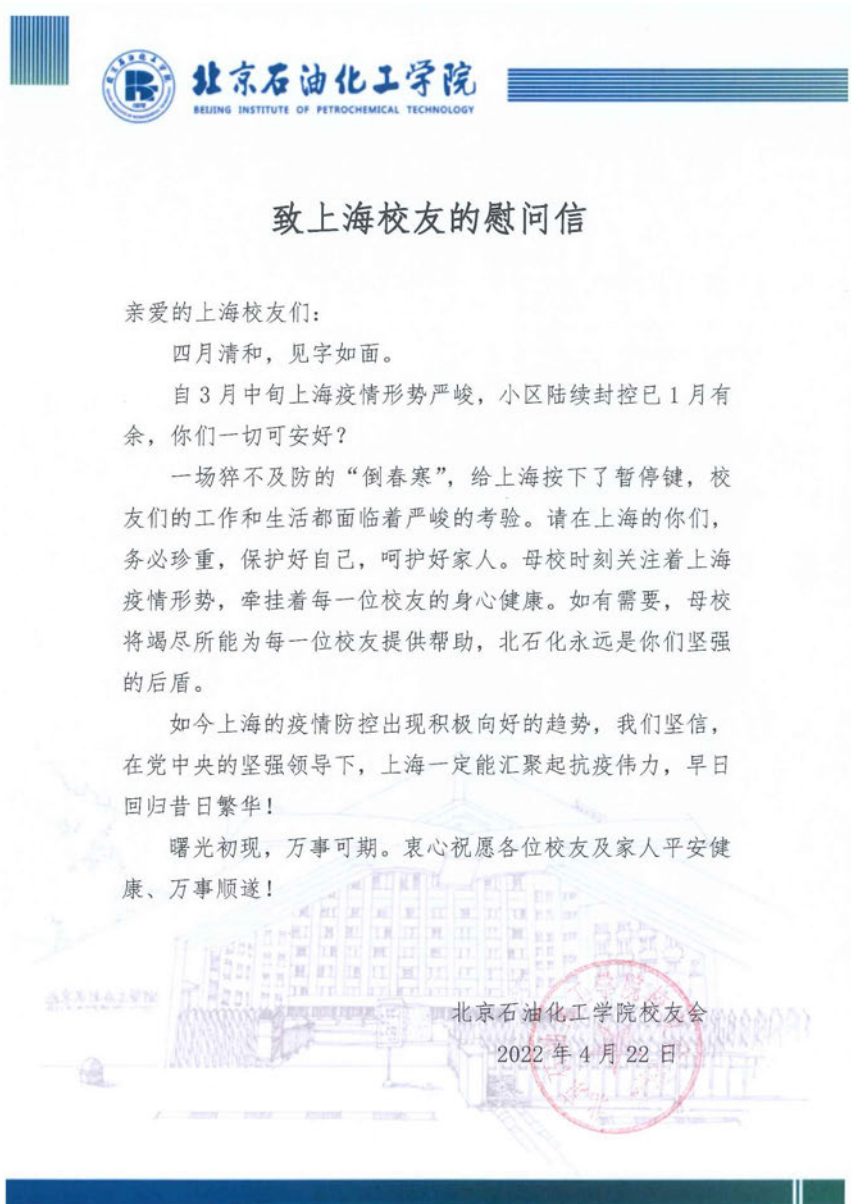 北京石油化工学院
BEIJING INSTITUTE OF PETROCHEMICAL TECHNOLOGY
致上海校友的慰问信
亲爱的上海校友们：
四月清和，见字如面。
自3月中旬上海疫情形势严峻，小区陆续封控已1月有
余，你们一切可安好？
一场猝不及防的“倒春寒”，给上海按下了暂停键，校
友们的工作和生活都面临着严峻的考验。请在上海的你们，
务必珍重，保护好自己，呵护好家人。母校时刻关注着上海
疫情形势，牵挂着每一位校友的身心健康。如有需要，母校
将竭尽所能为每一位校友提供帮助，北石化永远是你们坚强
的后盾。
如今上海的疫情防控出现积极向好的趋势，我们坚信，
在党中央的坚强领导下，上海一定能汇聚起抗疫伟力，早日
回归昔日繁华！
曙光初现，万事可期。衷心祝愿各位校友及家人平安健
康、万事顺遂！
北京石油化工学院校友会
2022年4月22日